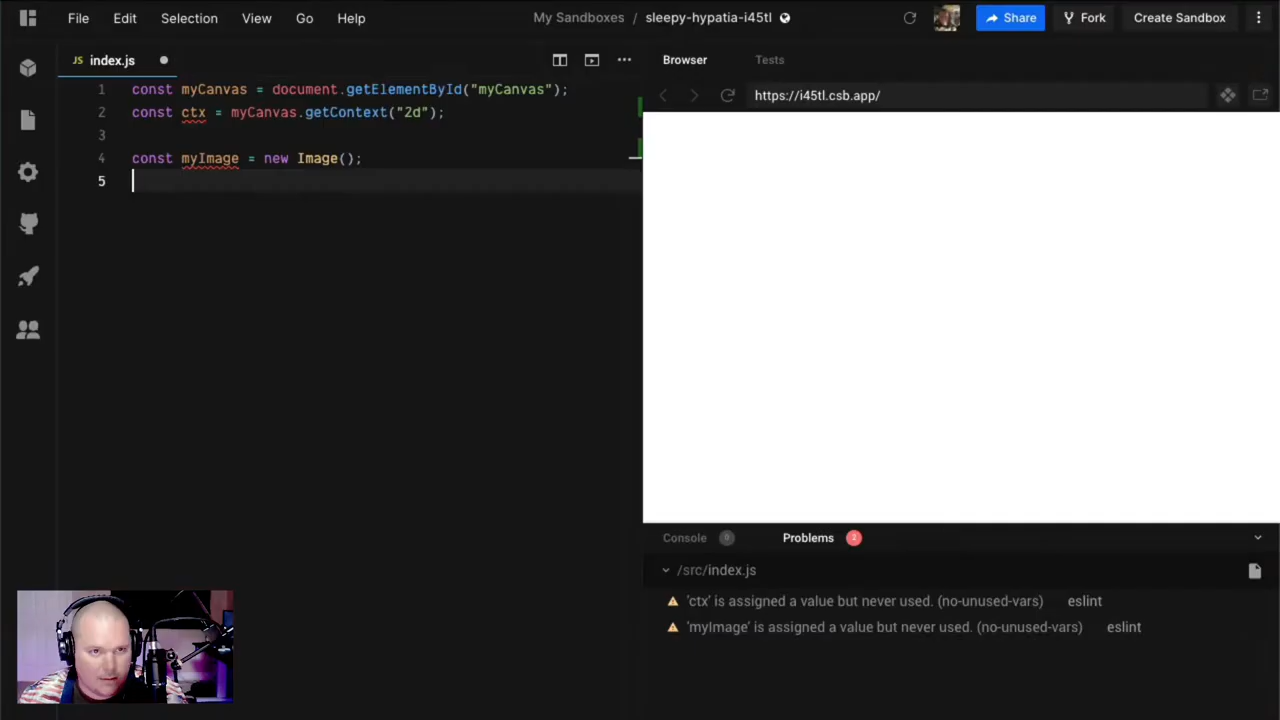 File Edit Selection View Go Help My Sandboxes / sleepy-hypatia-i45tl Share Fork Create Sandbox
JS index.js
Browser Tests
https://i45tl.csb.app/
1 const myCanvas = document.getElementById("myCanvas");
2 const ctx = myCanvas.getContext("2d");
3
4 const myImage = new Image();
5
Console 0 Problems 2
/src/index.js
'ctx' is assigned a value but never used. (no-unused-vars) eslint
'myImage' is assigned a value but never used. (no-unused-vars) eslint